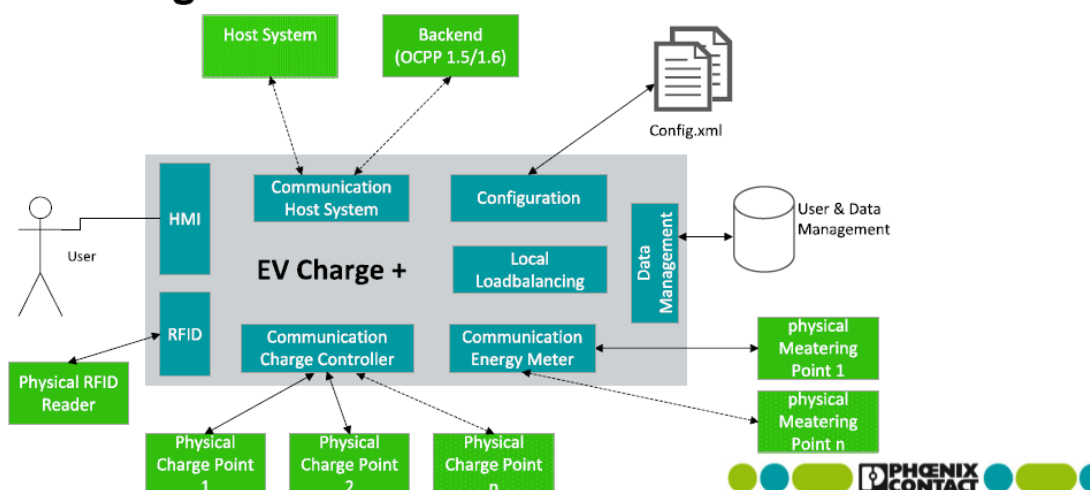 Host System
Backend
(OCPP 1.5/1.6)
Config.xml
Communication
Host System
Configuration
HMI
User
EV Charge +
Local
Loadbalancing
Data
Management
User & Data
Management
RFID
Communication
Charge Controller
Communication
Energy Meter
physical
Meatering
Point 1
Physical RFID
Reader
physical
Meatering
Point n
Physical
Charge Point
1
Physical
Charge Point
2
Physical
Charge Point
n
PHŒNIX
CONTACT